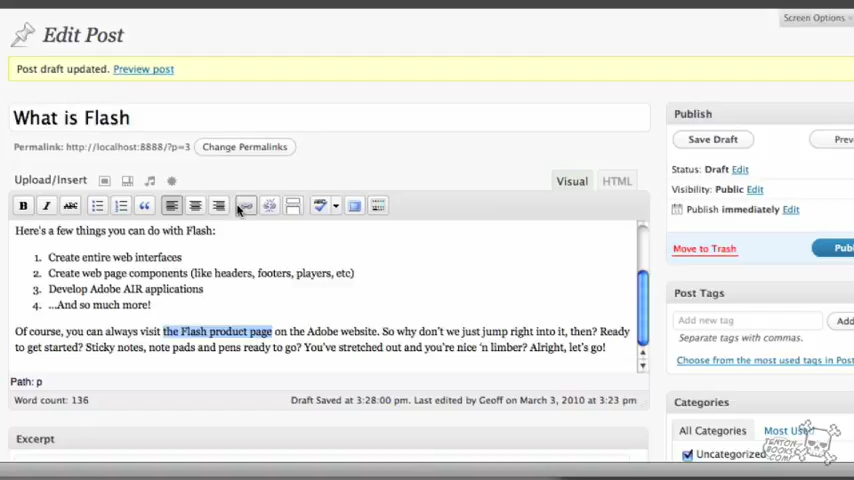 Screen Options
Edit Post
Post draft updated. Preview post
What is Flash
Permalink: http://localhost:8888/?p=3 Change Permalinks
Upload/Insert
Visual HTML
B I ABC
Here's a few things you can do with Flash:
1. Create entire web interfaces
2. Create web page components (like headers, footers, players, etc)
3. Develop Adobe AIR applications
4. ...And so much more!
Of course, you can always visit the Flash product page on the Adobe website. So why don't we just jump right into it, then? Ready
to get started? Sticky notes, note pads and pens ready to go? You've stretched out and you're nice 'n limber? Alright, let's go!
Path: p
Word count: 136 Draft Saved at 3:28:00 pm. Last edited by Geoff on March 3, 2010 at 3:23 pm
Excerpt
Publish
Save Draft Prev
Status: Draft Edit
Visibility: Public Edit
Publish immediately Edit
Move to Trash Publ
Post Tags
Add new tag Add
Separate tags with commas.
Choose from the most used tags in Post
Categories
All Categories Most Used
Uncategorized
TENTON
BOOKS
.COM